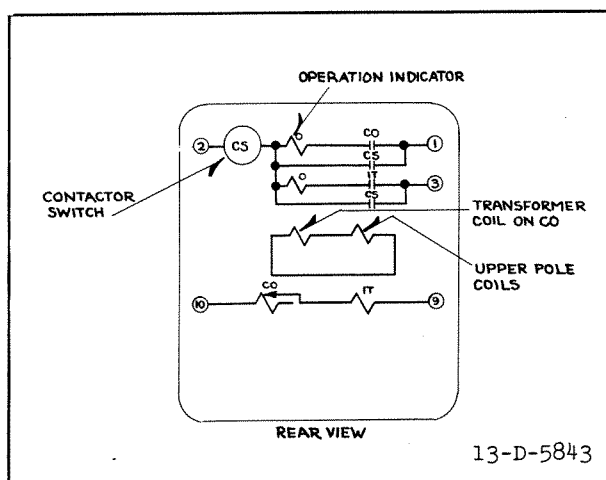 OPERATION INDICATOR
CO
2 CS O 1
CS
IT
O 3
CS
CONTACTOR
SWITCH
TRANSFORMER
COIL ON CO
UPPER POLE
COILS
CO IT
10 9
REAR VIEW
13-D-5843